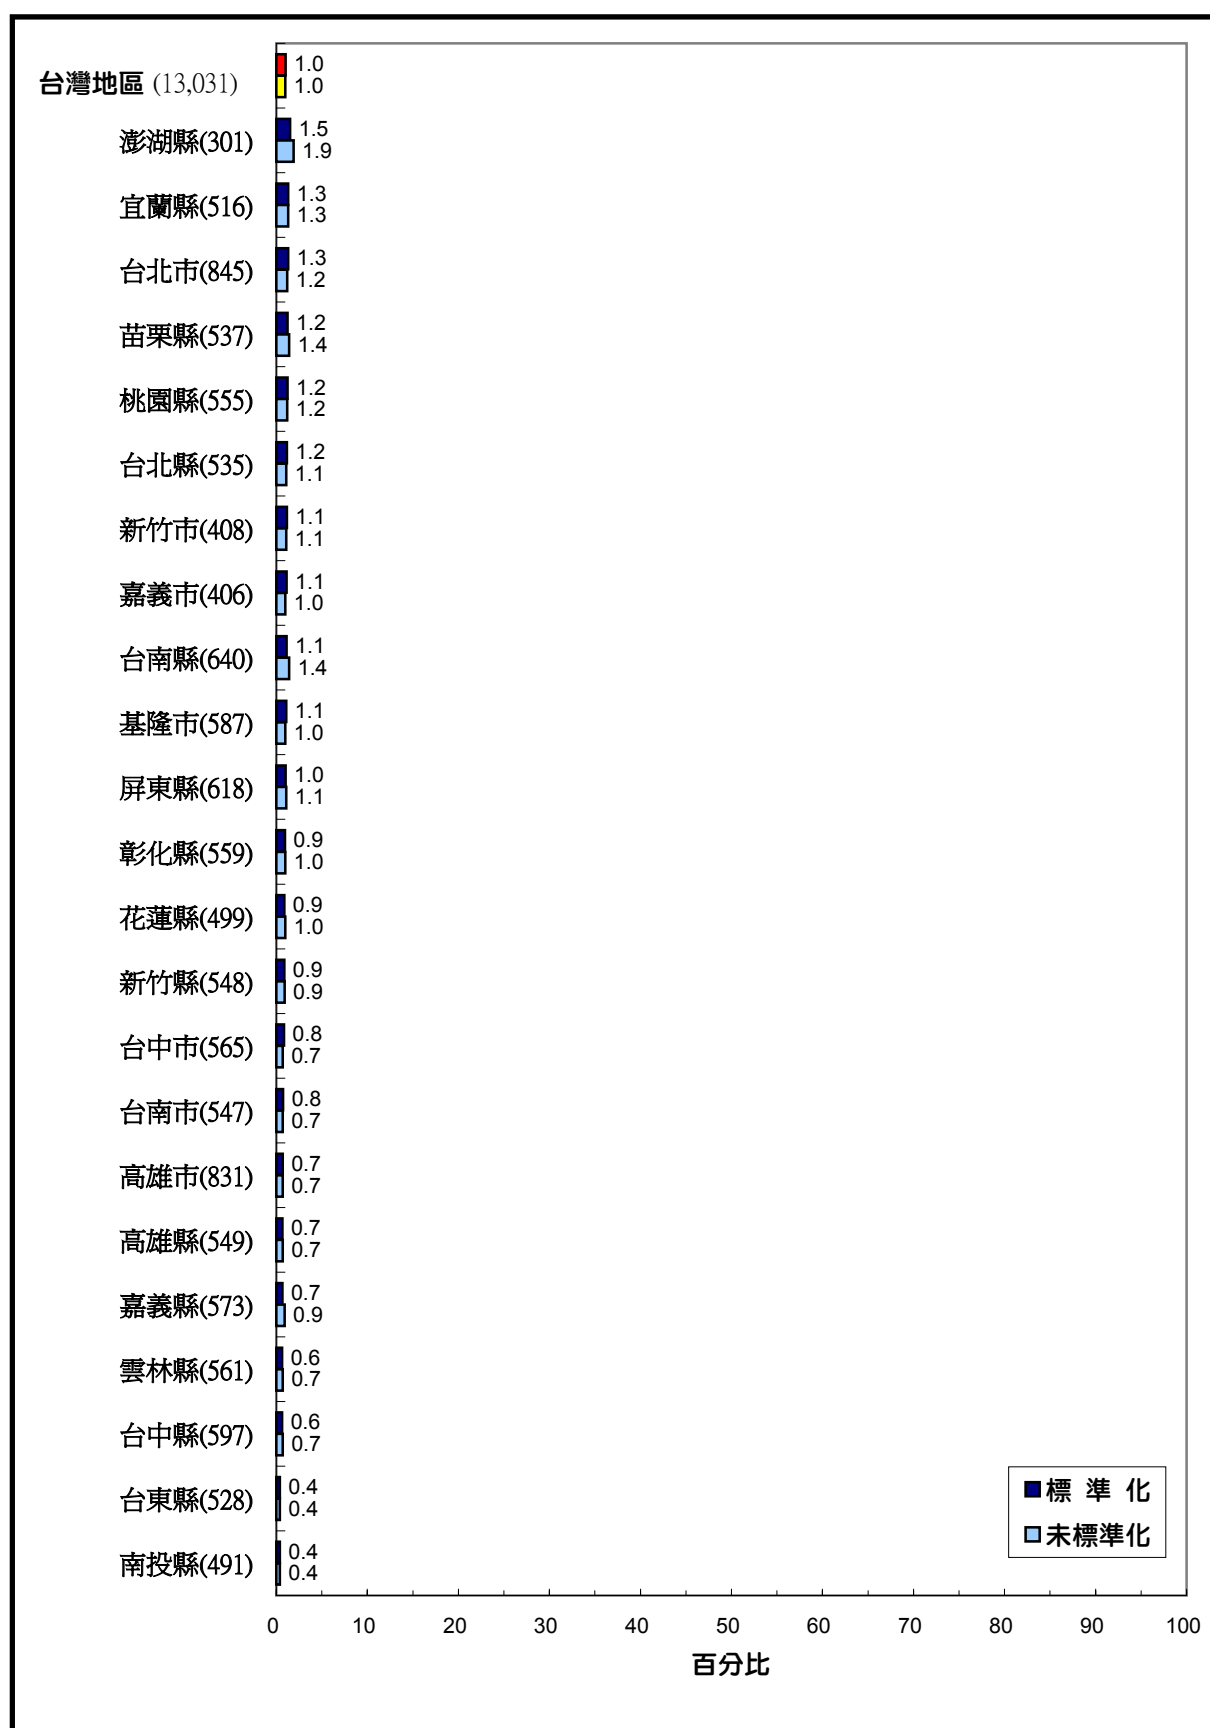 台灣地區 (13,031)
1.0
1.0
澎湖縣(301)
1.5
1.9
宜蘭縣(516)
1.3
1.3
台北市(845)
1.3
1.2
苗栗縣(537)
1.2
1.4
桃園縣(555)
1.2
1.2
台北縣(535)
1.2
1.1
新竹市(408)
1.1
1.1
嘉義市(406)
1.1
1.0
台南縣(640)
1.1
1.4
基隆市(587)
1.1
1.0
屏東縣(618)
1.0
1.1
彰化縣(559)
0.9
1.0
花蓮縣(499)
0.9
1.0
新竹縣(548)
0.9
0.9
台中市(565)
0.8
0.7
台南市(547)
0.8
0.7
高雄市(831)
0.7
0.7
高雄縣(549)
0.7
0.7
嘉義縣(573)
0.7
0.9
雲林縣(561)
0.6
0.7
台中縣(597)
0.6
0.7
台東縣(528)
0.4
0.4
南投縣(491)
0.4
0.4
標 準 化
未標準化
0 10 20 30 40 50 60 70 80 90 100
百分比